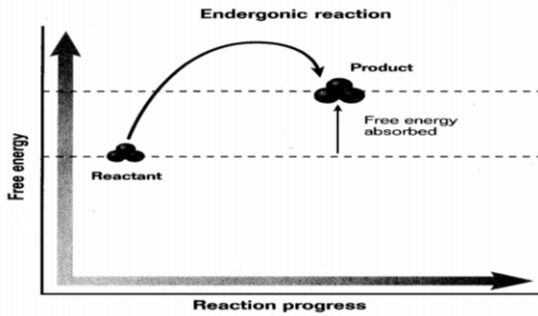 Endergonic reaction
Product
Free energy
absorbed
Reactant
Free energy
Reaction progress